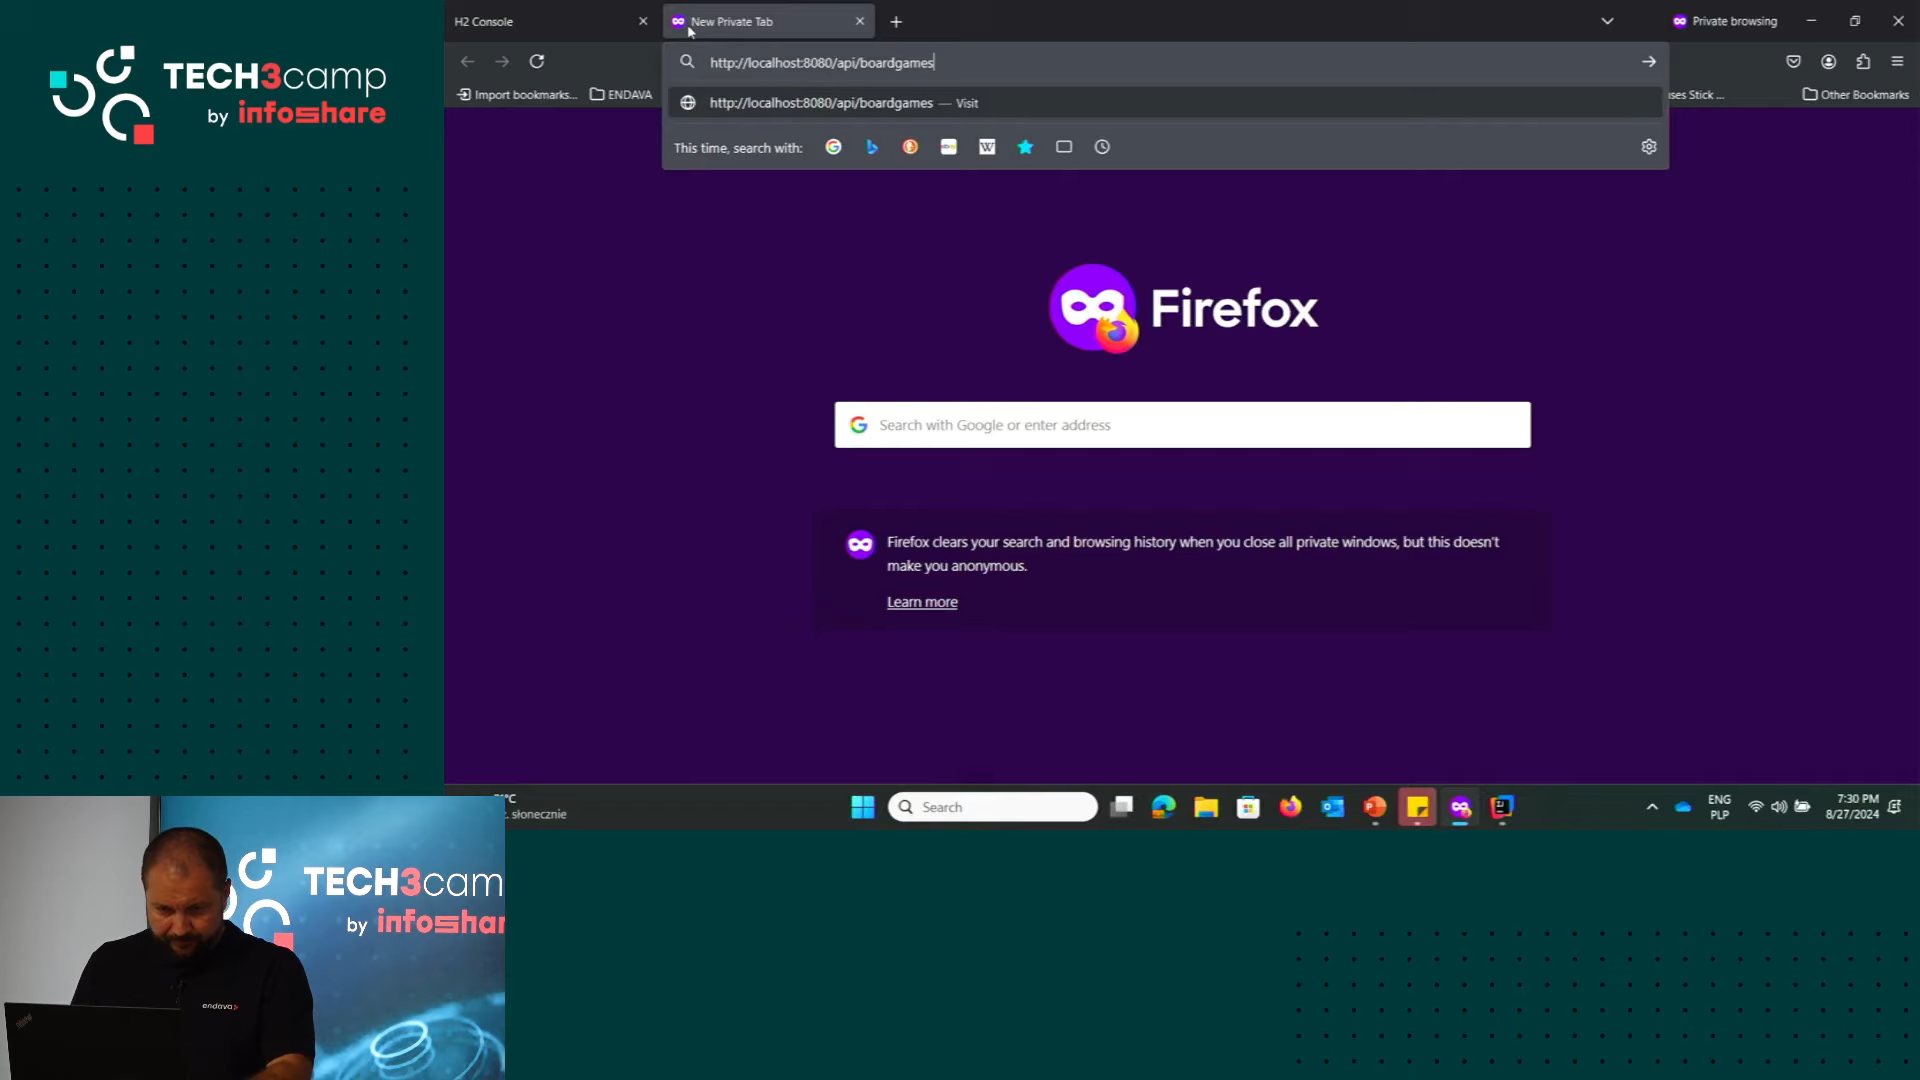 TECH3camp
by infoshare
H2 Console
New Private Tab
Private browsing
http://localhost:8080/api/boardgames
Import bookmarks...
ENDAVA
uses Stick ...
Other Bookmarks
http://localhost:8080/api/boardgames — Visit
This time, search with:
W
Firefox
Search with Google or enter address
Firefox clears your search and browsing history when you close all private windows, but this doesn't
make you anonymous.
Learn more
°C
słonecznie
Search
ENG
PLP
7:30 PM
8/27/2024
TECH3cam
by infoshar
endava